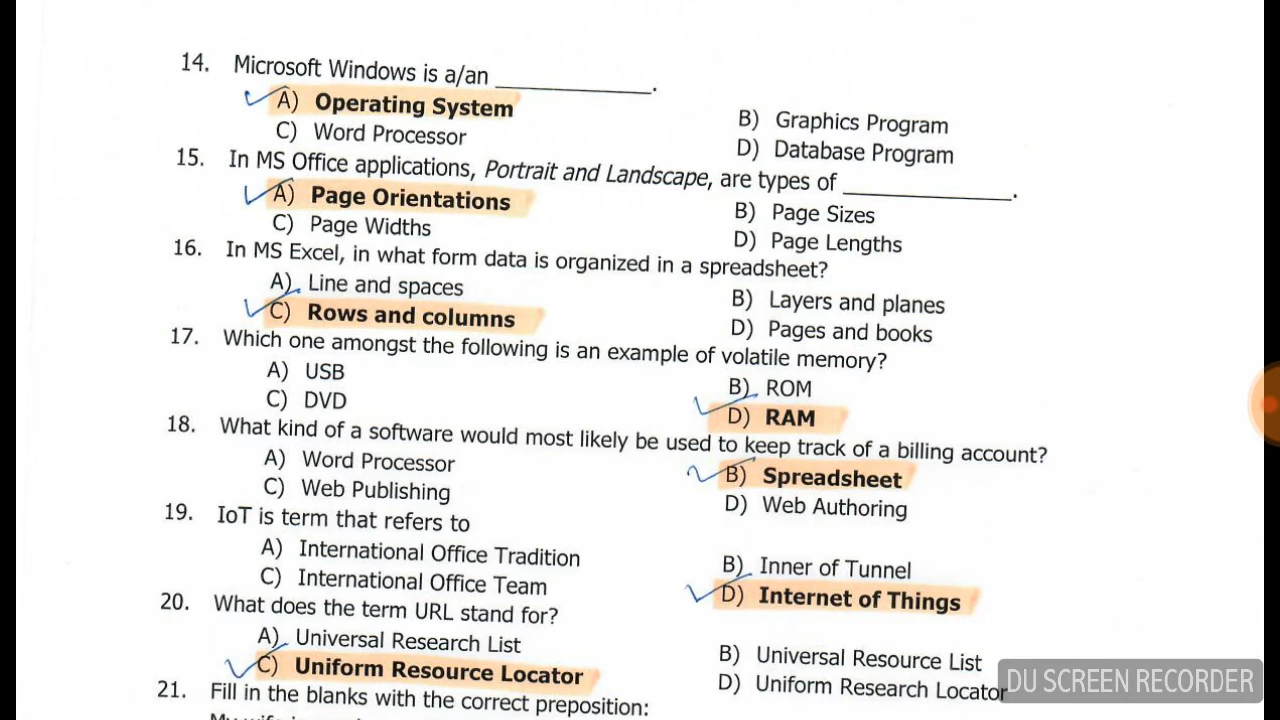 14. Microsoft Windows is a/an ____________.
A) Operating System B) Graphics Program
C) Word Processor D) Database Program
15. In MS Office applications, Portrait and Landscape, are types of ____________.
A) Page Orientations B) Page Sizes
C) Page Widths D) Page Lengths
16. In MS Excel, in what form data is organized in a spreadsheet?
A) Line and spaces B) Layers and planes
C) Rows and columns D) Pages and books
17. Which one amongst the following is an example of volatile memory?
A) USB B) ROM
C) DVD D) RAM
18. What kind of a software would most likely be used to keep track of a billing account?
A) Word Processor B) Spreadsheet
C) Web Publishing D) Web Authoring
19. IoT is term that refers to
A) International Office Tradition B) Inner of Tunnel
C) International Office Team D) Internet of Things
20. What does the term URL stand for?
A) Universal Research List B) Universal Resource List
C) Uniform Resource Locator D) Uniform Research Locator
21. Fill in the blanks with the correct preposition:
My wife is
DU SCREEN RECORDER